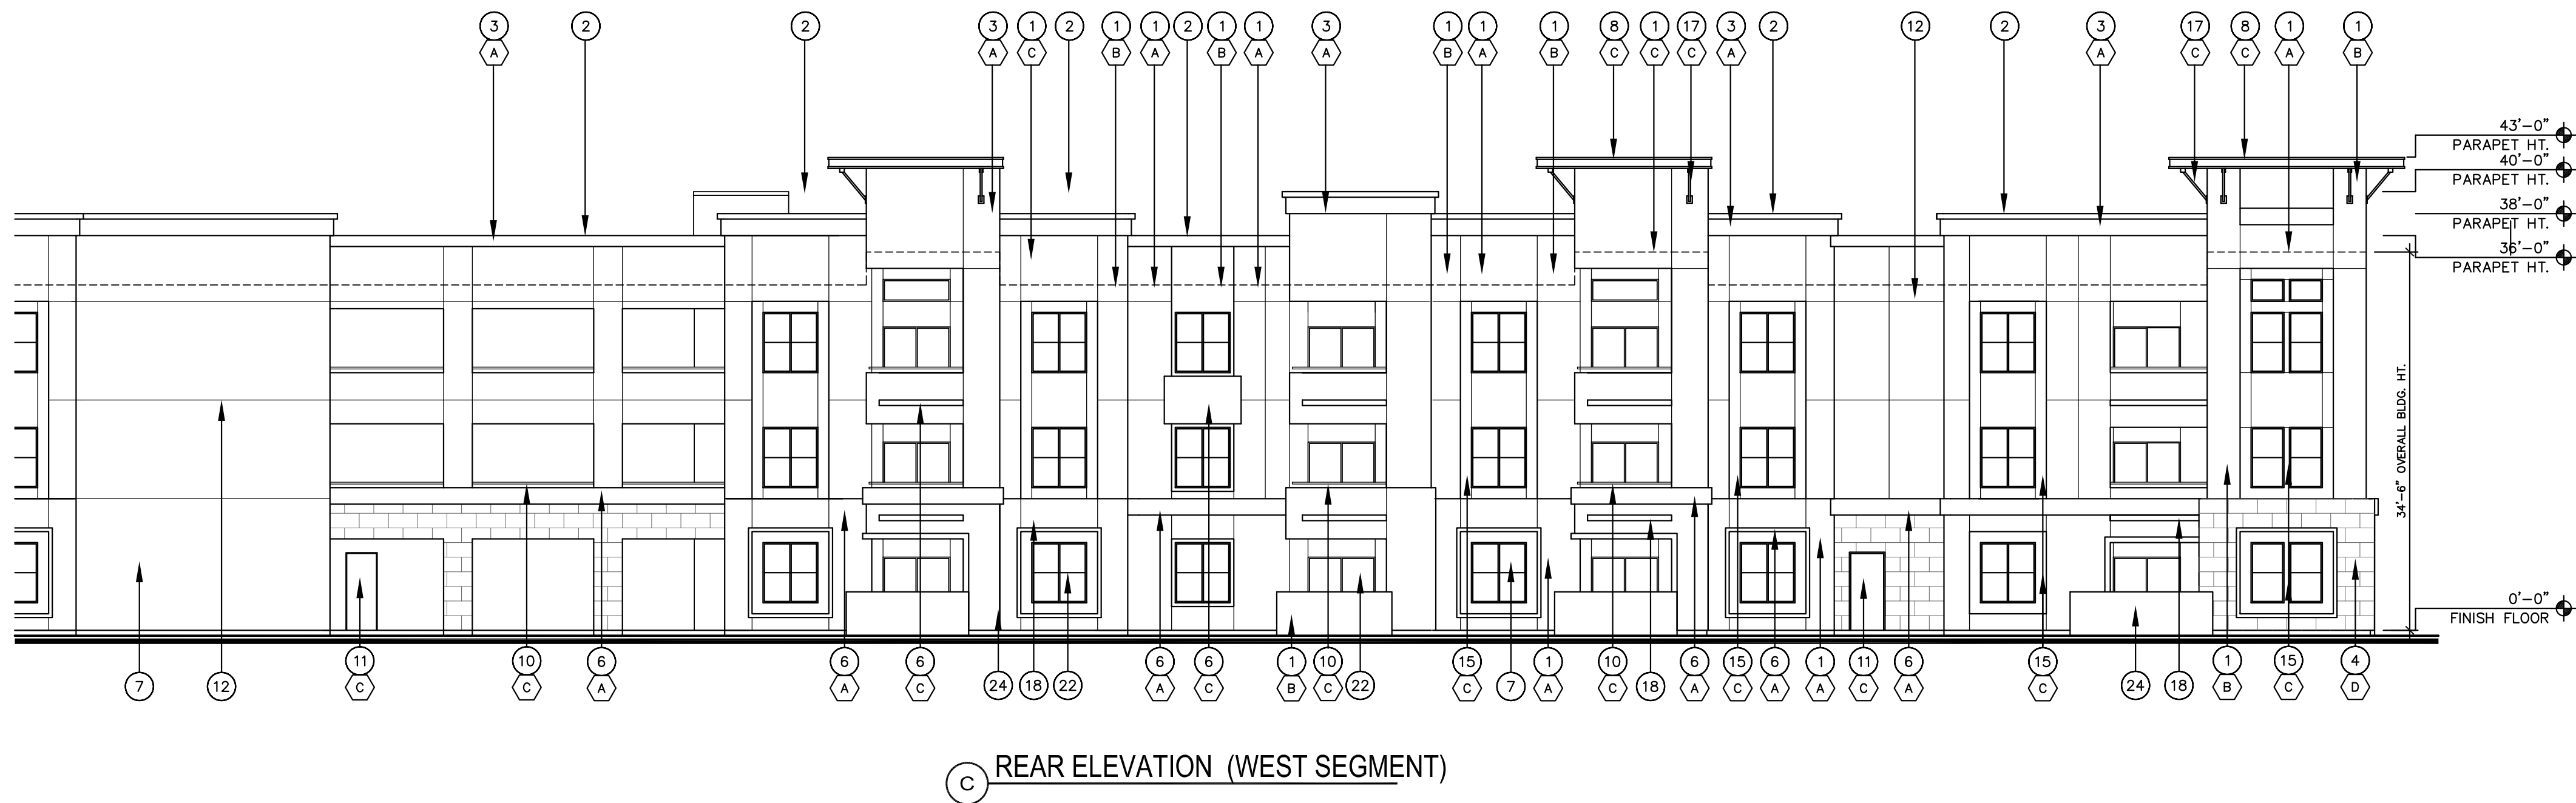 3 2 2 3 1 2 1 1 2 1 1 3 1 1 1 8 1 17 3 2 12 2 3 17 8 1 1
A A C B A B A A B A B C C C A A C C A B
43'-0"
PARAPET HT.
40'-0"
PARAPET HT.
38'-0"
PARAPET HT.
36'-0"
PARAPET HT.
34'-6" OVERALL BLDG. HT.
0'-0"
FINISH FLOOR
11 10 6 6 6 6 6 1 10 15 1 10 6 15 6 1 11 6 15 1 15 4
7 12 C C A A C 24 18 22 A C B C 22 C 7 A C 18 A C A A C A C 24 18 B C D
C REAR ELEVATION (WEST SEGMENT)